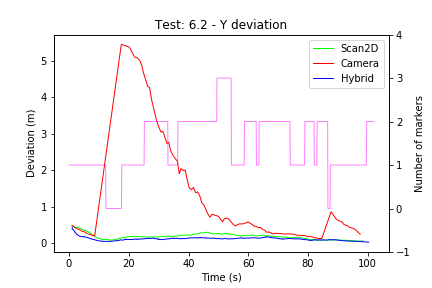 Test: 6.2 - Y deviation
Scan2D
Camera
Hybrid
Deviation (m)
5
4
3
2
1
0
4
3
2
1
0
−1
Number of markers
0
20
40
60
80
100
Time (s)